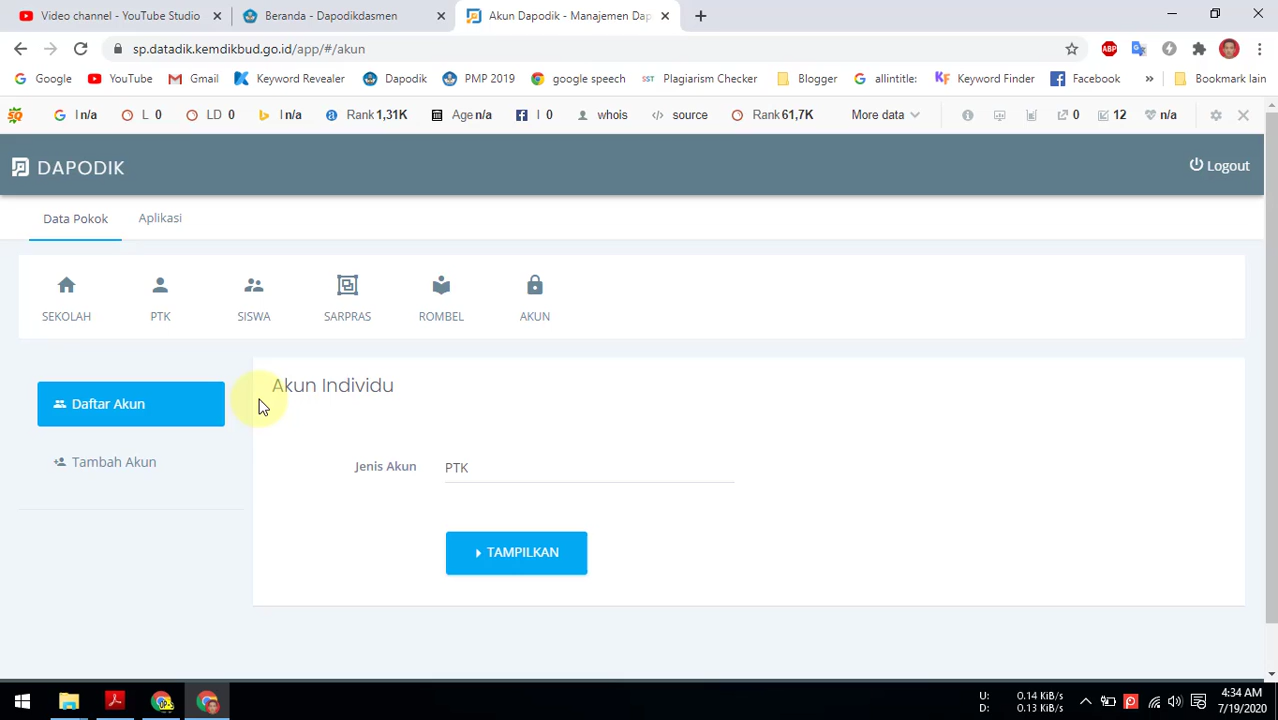 Video channel - YouTube Studio
Beranda - Dapodikdasmen
Akun Dapodik - Manajemen Dap
sp.datadik.kemdikbud.go.id/app/#/akun
ABP
Google YouTube Gmail Keyword Revealer Dapodik PMP 2019 google speech SST Plagiarism Checker Blogger allintitle: KF Keyword Finder Facebook » Bookmark lain
SQ I n/a L 0 LD 0 I n/a Rank 1,31K Age n/a I 0 whois source Rank 61,7K More data 0 12 n/a
DAPODIK
Logout
Data Pokok Aplikasi
SEKOLAH PTK SISWA SARPRAS ROMBEL AKUN
Daftar Akun
Tambah Akun
Akun Individu
Jenis Akun PTK
TAMPILKAN
U: 0.14 KiB/s
D: 0.13 KiB/s
4:34 AM
7/19/2020